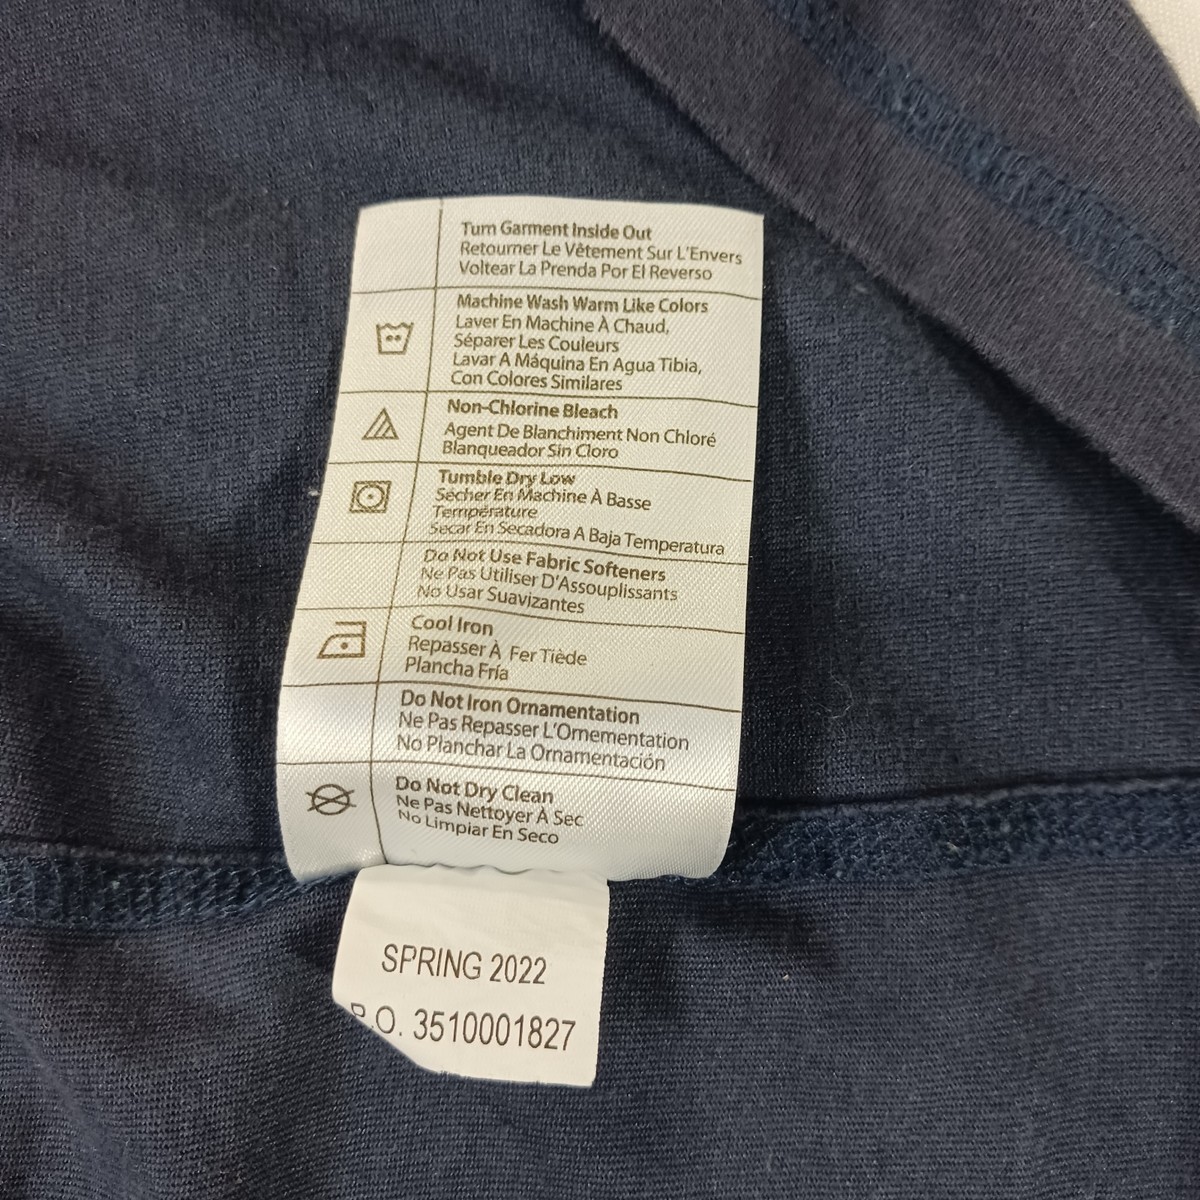 Turn Garment Inside Out
Retourner Le Vêtement Sur L'Envers
Voltear La Prenda Por El Reverso
Machine Wash Warm Like Colors
Laver En Machine À Chaud,
Séparer Les Couleurs
Lavar A Máquina En Agua Tibia,
Con Colores Similares
Non-Chlorine Bleach
Agent De Blanchiment Non Chloré
Blanqueador Sin Cloro
Tumble Dry Low
Sécher En Machine À Basse
Température
Secar En Secadora A Baja Temperatura
Do Not Use Fabric Softeners
Ne Pas Utiliser D'Assouplissants
No Usar Suavizantes
Cool Iron
Repasser À Fer Tiède
Plancha Fría
Do Not Iron Ornamentation
Ne Pas Repasser L'Ornementation
No Planchar La Ornamentación
Do Not Dry Clean
Ne Pas Nettoyer À Sec
No Limpiar En Seco
SPRING 2022
P.O. 3510001827